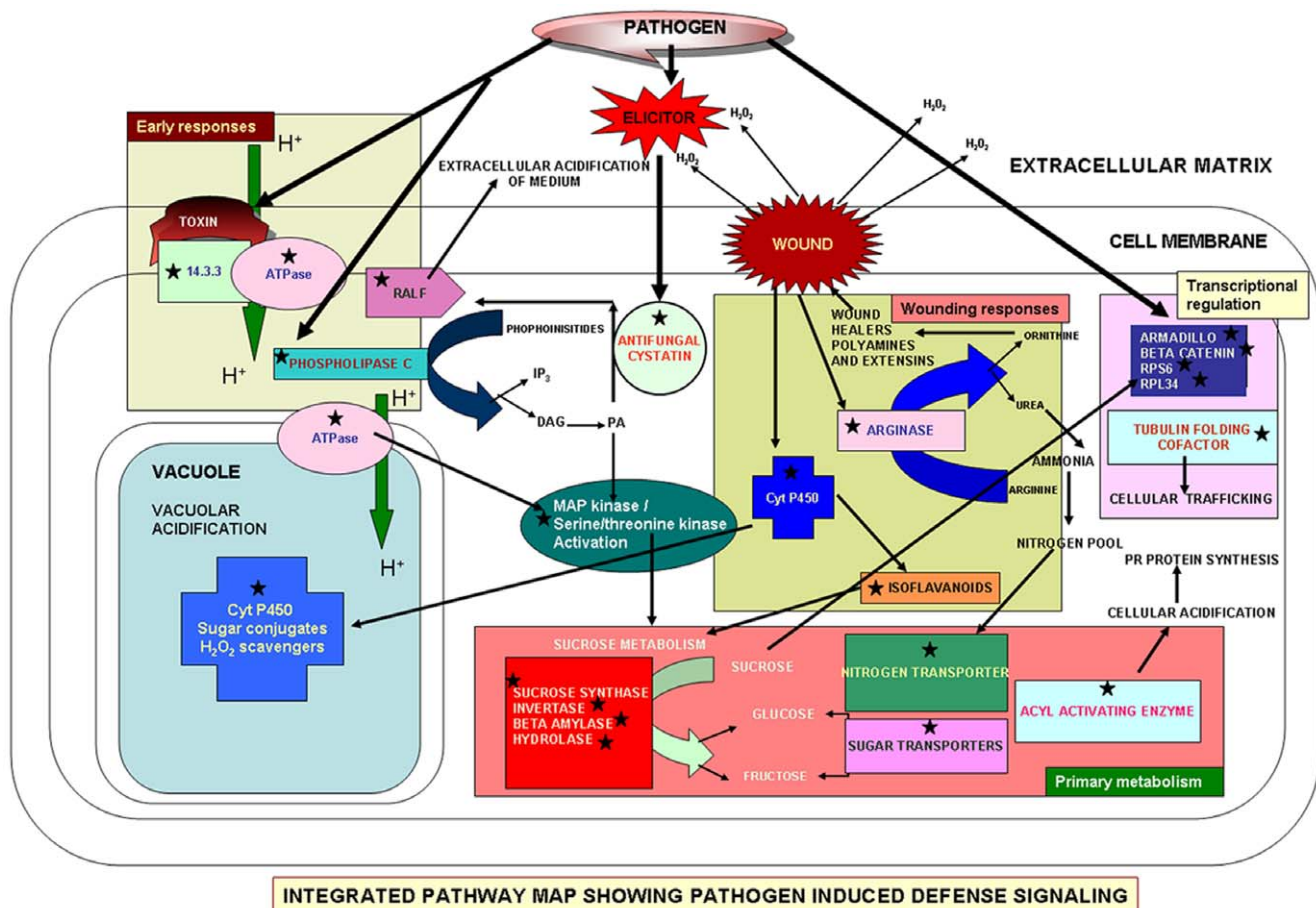 PATHOGEN
ELICITOR
H₂O₂
H₂O₂
H₂O₂
H₂O₂
Early responses
H⁺
EXTRACELLULAR ACIDIFICATION
OF MEDIUM
EXTRACELLULAR MATRIX
TOXIN
14.3.3
ATPase
RALF
WOUND
CELL MEMBRANE
Transcriptional
regulation
H⁺
PHOSPHOLIPASE C
PHOPHOINISITIDES
IP₃
DAG
PA
ANTIFUNGAL
CYSTATIN
WOUND
HEALERS
POLYAMINES
AND EXTENSINS
Wounding responses
ORNITHINE
UREA
ARGINASE
AMMONIA
ARGININE
NITROGEN POOL
ARMADILLO
BETA CATENIN
RPS6
RPL34
TUBULIN FOLDING
COFACTOR
CELLULAR TRAFFICKING
H⁺
ATPase
VACUOLE
VACUOLAR
ACIDIFICATION
H⁺
Cyt P450
Sugar conjugates
H₂O₂ scavengers
MAP kinase /
Serine/threonine kinase
Activation
Cyt P450
ISOFLAVANOIDS
PR PROTEIN SYNTHESIS
CELLULAR ACIDIFICATION
SUCROSE METABOLISM
SUCROSE
SUCROSE SYNTHASE
INVERTASE
BETA AMYLASE
HYDROLASE
GLUCOSE
FRUCTOSE
NITROGEN TRANSPORTER
SUGAR TRANSPORTERS
ACYL ACTIVATING ENZYME
Primary metabolism
INTEGRATED PATHWAY MAP SHOWING PATHOGEN INDUCED DEFENSE SIGNALING